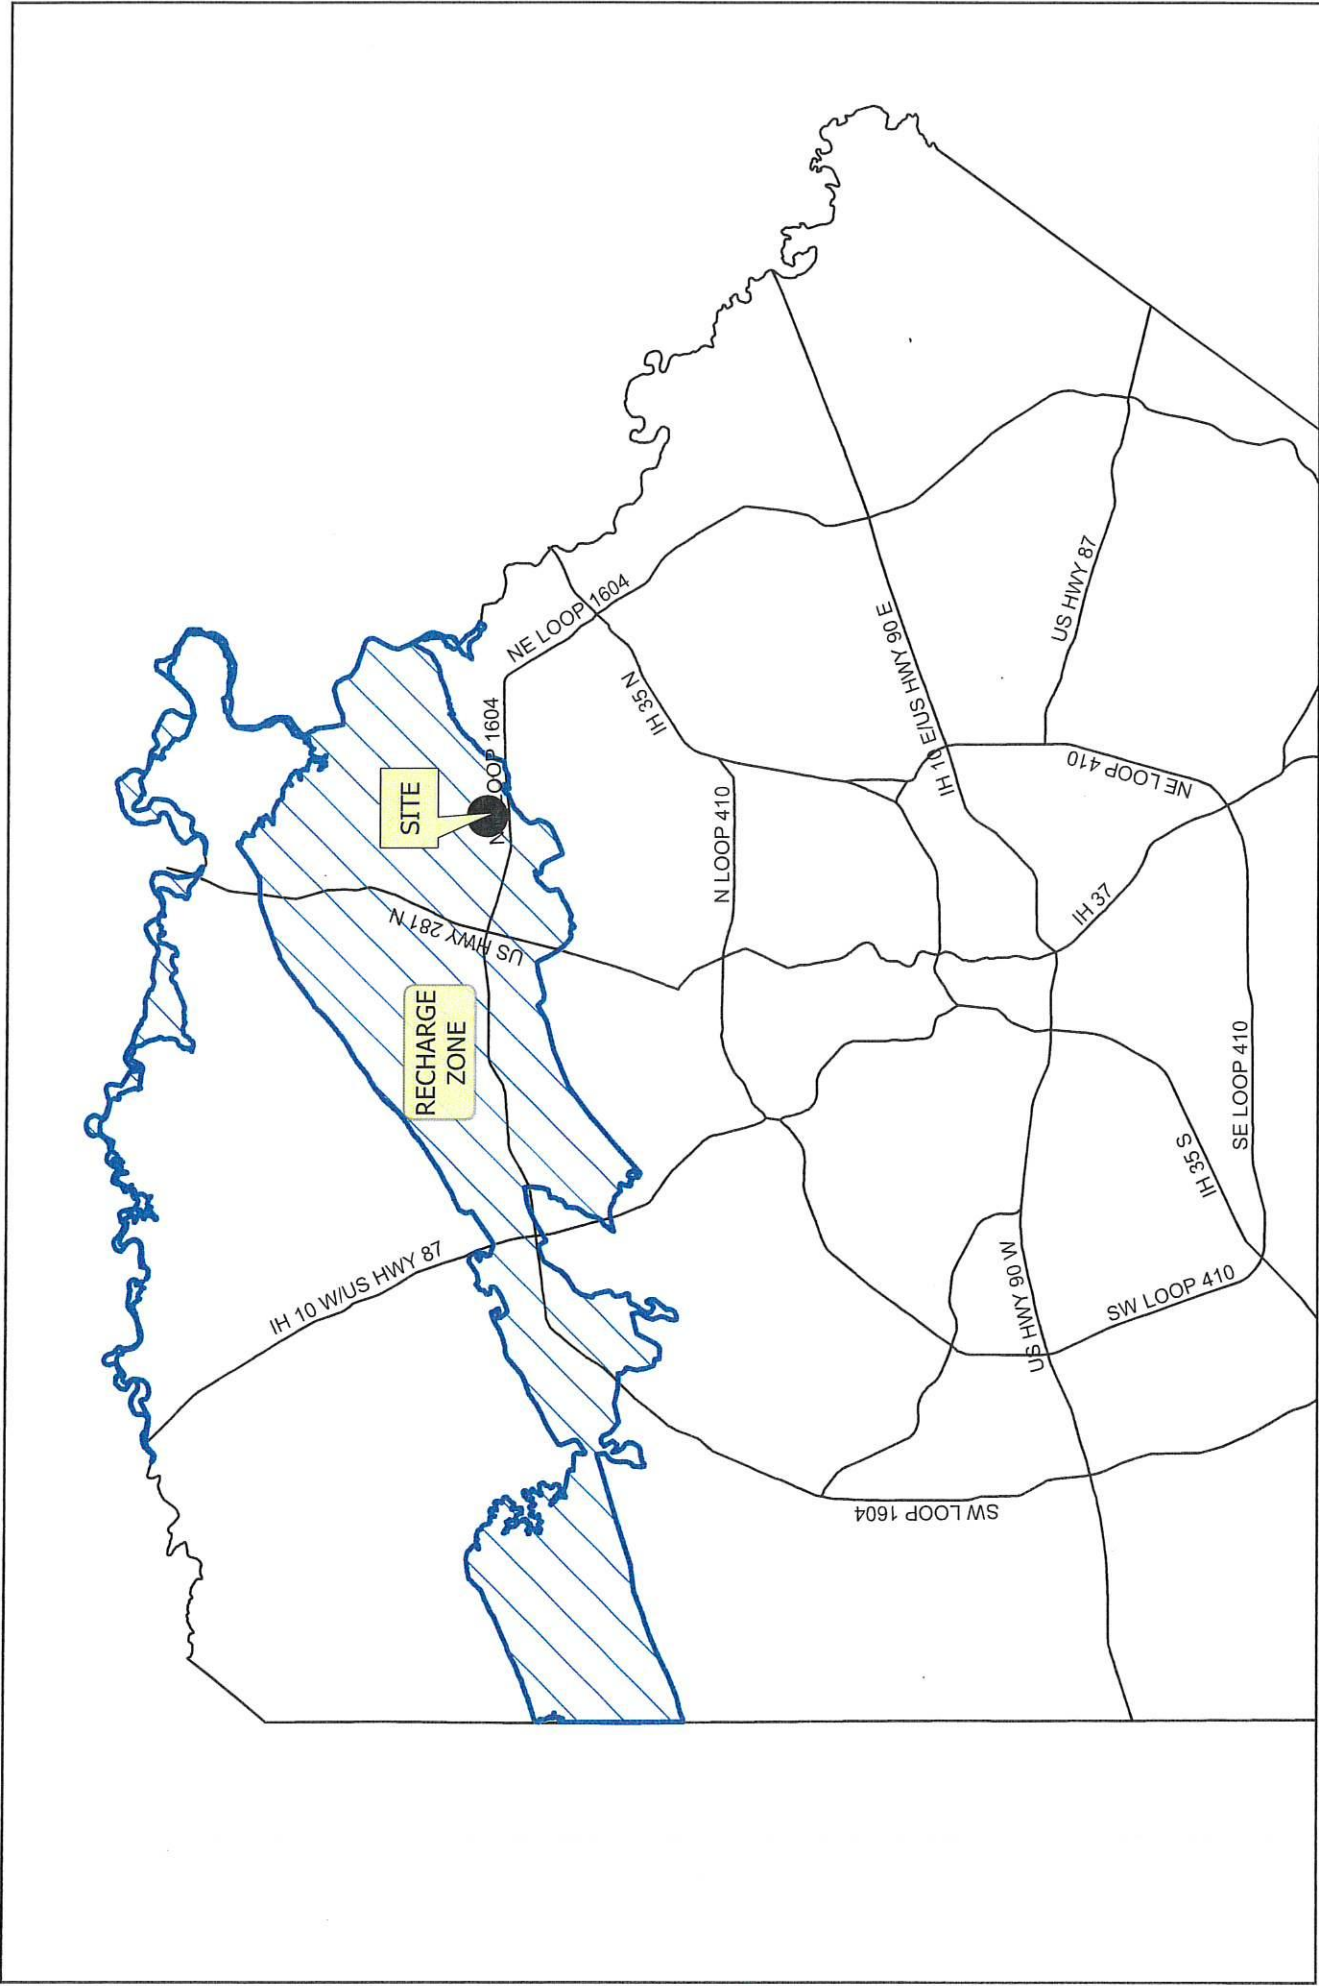 IH 10 W/US HWY 87
RECHARGE
ZONE
US HWY 281 N
SITE
N LOOP 1604
NE LOOP 1604
IH 35 N
N LOOP 410
IH 10 E/US HWY 90 E
US HWY 87
NE LOOP 410
IH 37
SE LOOP 410
IH 35 S
SW LOOP 410
US HWY 90 W
SW LOOP 1604